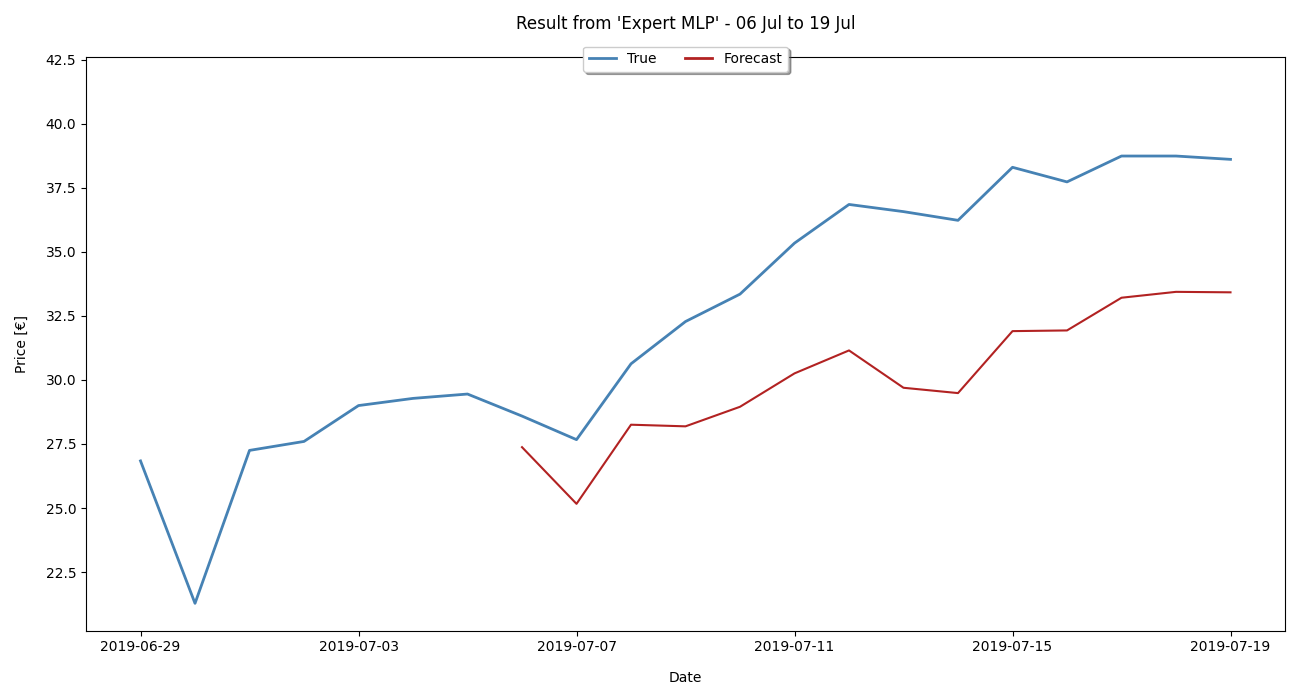 Result from 'Expert MLP' - 06 Jul to 19 Jul
True Forecast
42.5
40.0
37.5
35.0
32.5
30.0
27.5
25.0
22.5
Price [€]
2019-06-29 2019-07-03 2019-07-07 2019-07-11 2019-07-15 2019-07-19
Date